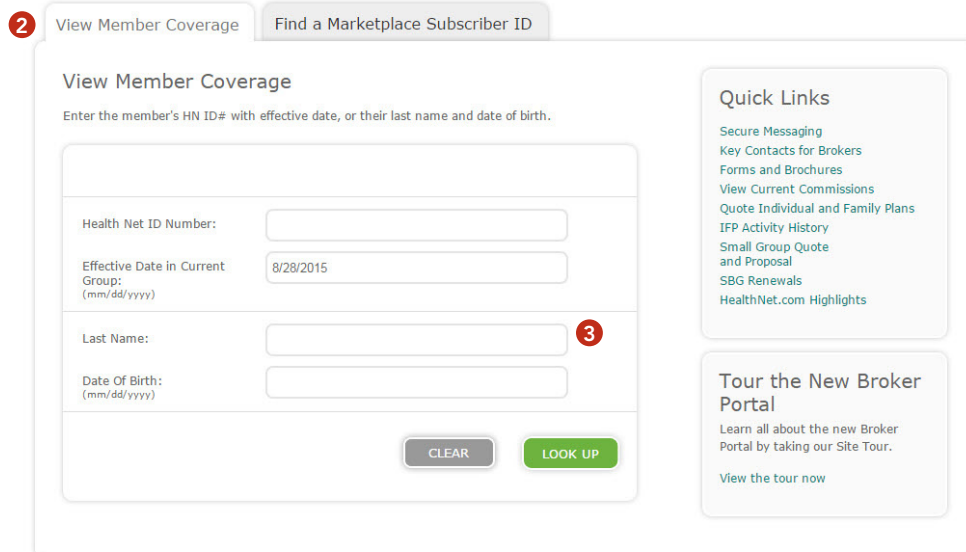 2
View Member Coverage
Find a Marketplace Subscriber ID
View Member Coverage
Enter the member's HN ID# with effective date, or their last name and date of birth.
Health Net ID Number:
Effective Date in Current
Group:
(mm/dd/yyyy)
8/28/2015
Last Name:
3
Date Of Birth:
(mm/dd/yyyy)
CLEAR
LOOK UP
Quick Links
Secure Messaging
Key Contacts for Brokers
Forms and Brochures
View Current Commissions
Quote Individual and Family Plans
IFP Activity History
Small Group Quote
and Proposal
SBG Renewals
HealthNet.com Highlights
Tour the New Broker
Portal
Learn all about the new Broker
Portal by taking our Site Tour.
View the tour now